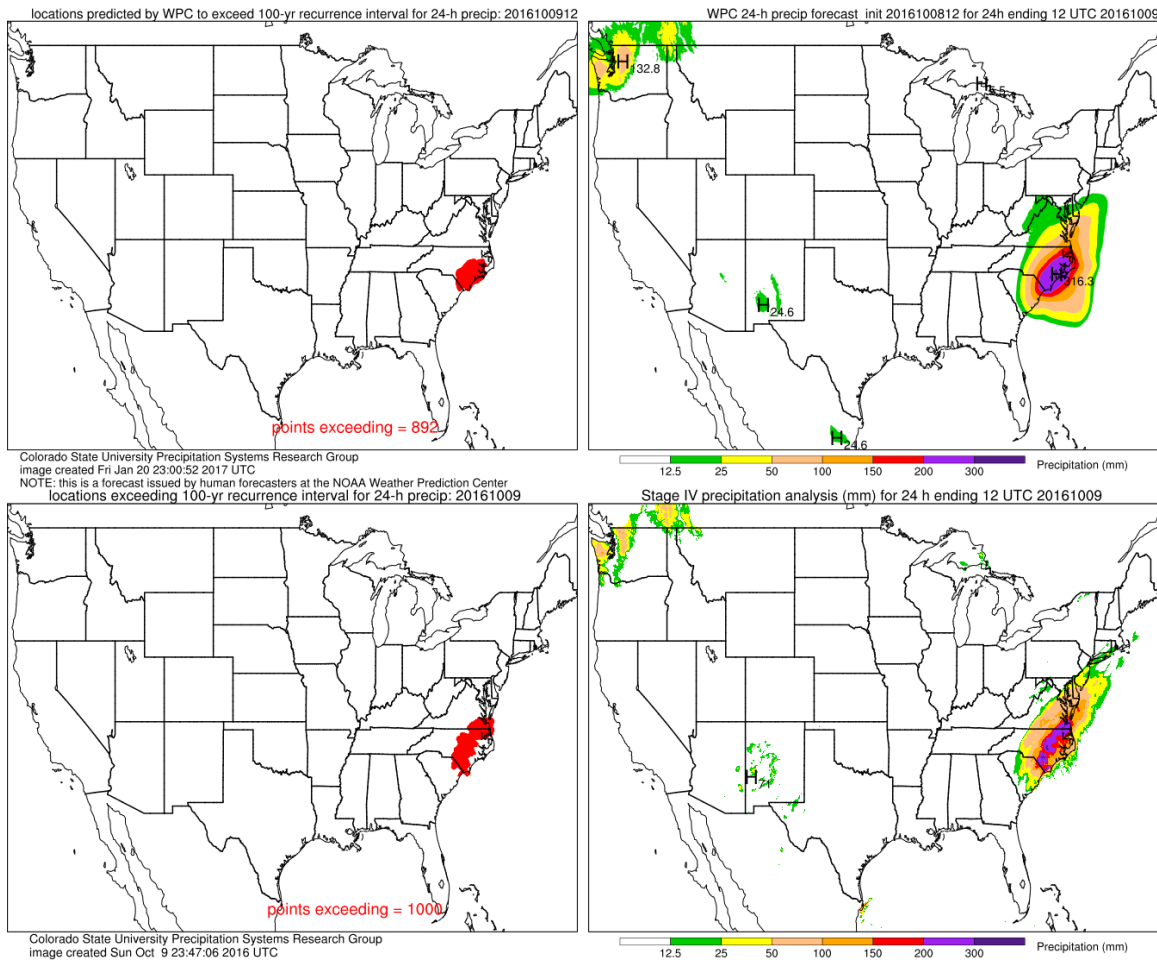 locations predicted by WPC to exceed 100-yr recurrence interval for 24-h precip: 2016100912
points exceeding = 892
Colorado State University Precipitation Systems Research Group
image created Fri Jan 20 23:00:52 2017 UTC
NOTE: this is a forecast issued by human forecasters at the NOAA Weather Prediction Center
WPC 24-h precip forecast init 2016100812 for 24h ending 12 UTC 20161009
H
132.8
H
H
316.3
H
24.6
H
24.6
12.5 25 50 100 150 200 300 Precipitation (mm)
locations exceeding 100-yr recurrence interval for 24-h precip: 20161009
points exceeding = 1000
Colorado State University Precipitation Systems Research Group
image created Sun Oct 9 23:47:06 2016 UTC
Stage IV precipitation analysis (mm) for 24 h ending 12 UTC 20161009
H
12.5 25 50 100 150 200 300 Precipitation (mm)